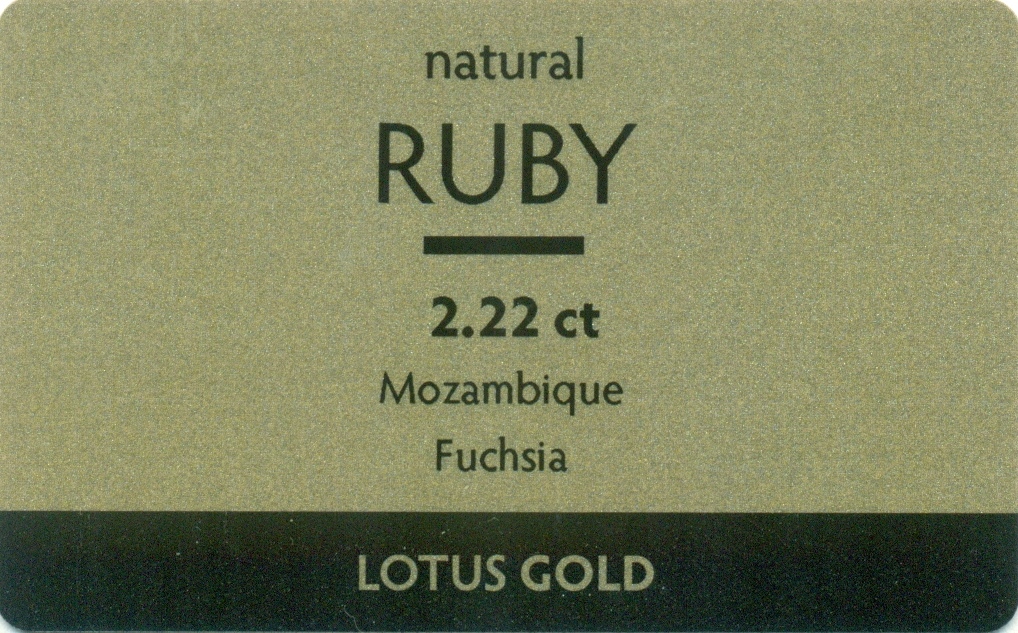 natural
RUBY
2.22 ct
Mozambique
Fuchsia
LOTUS GOLD